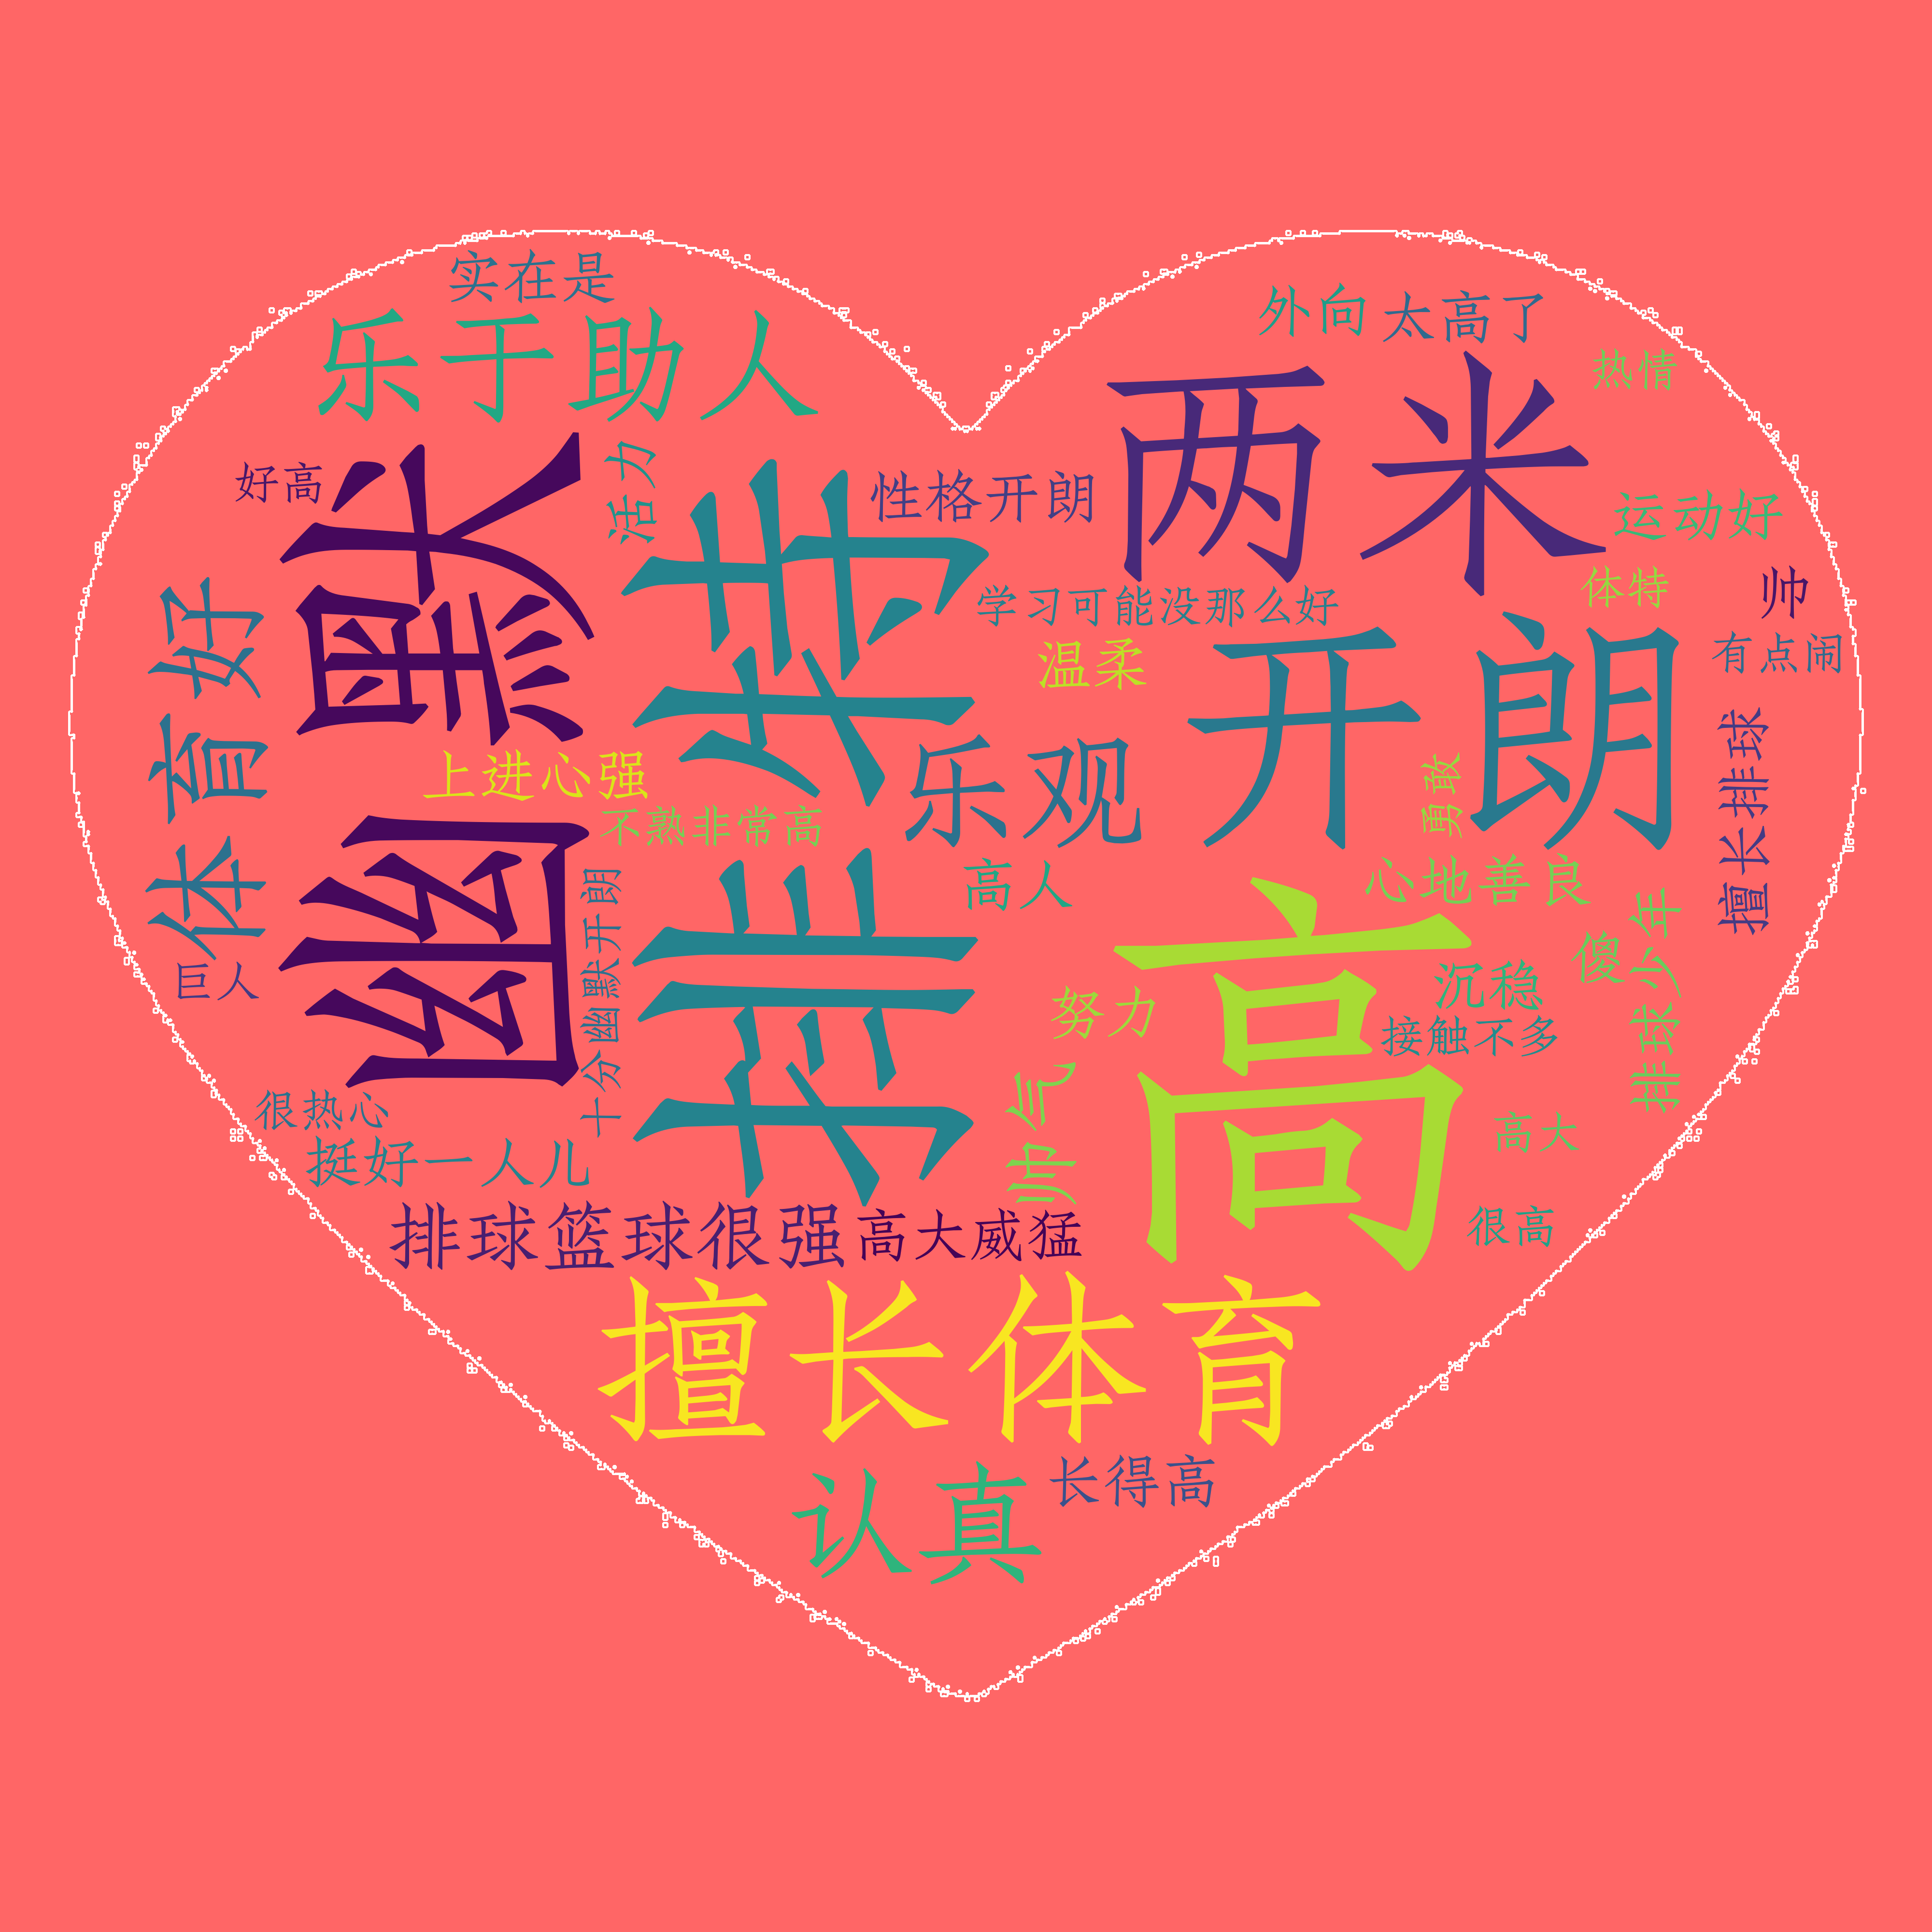 实在是
乐于助人
外向
太高了
热情
两米
好高
活力
性格开朗
运动好
幽默
排球
学习可能没那么好
体特
帅
温柔
开朗
有点闹
体育好
上进心强
乐观
勇敢
擅长排球
不熟非常高
高人
心地善良
高
傻
排球少年
巨人
十分幽默开朗
努力
沉稳
接触不多
很热心
帅气
高大
挺好一人儿
排球篮球很强
高大威猛
很高
擅长体育
认真
长得高